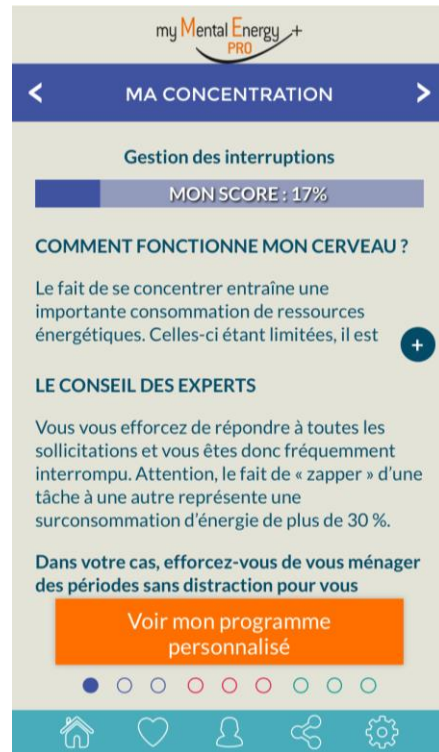 my Mental Energy +
PRO
< MA CONCENTRATION >
Gestion des interruptions
MON SCORE : 17%
COMMENT FONCTIONNE MON CERVEAU ?
Le fait de se concentrer entraîne une
importante consommation de ressources
énergétiques. Celles-ci étant limitées, il est
+
LE CONSEIL DES EXPERTS
Vous vous efforcez de répondre à toutes les
sollicitations et vous êtes donc fréquemment
interrompu. Attention, le fait de « zapper » d'une
tâche à une autre représente une
surconsommation d'énergie de plus de 30 %.
Dans votre cas, efforcez-vous de vous ménager
des périodes sans distraction pour vous
Voir mon programme
personnalisé